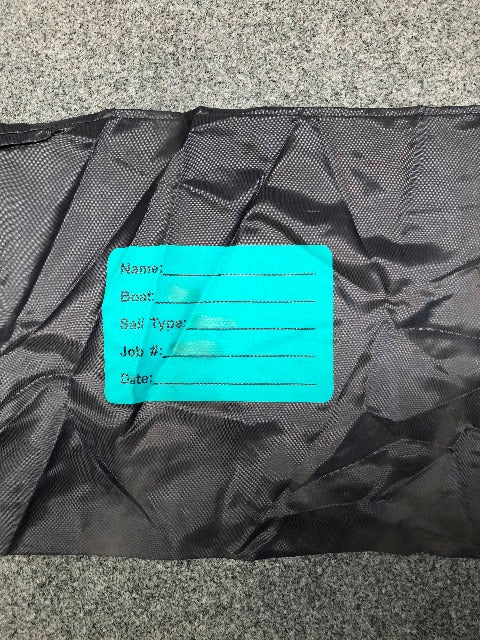 Name:
Boat:
Sail Type:
Job #:
Date: